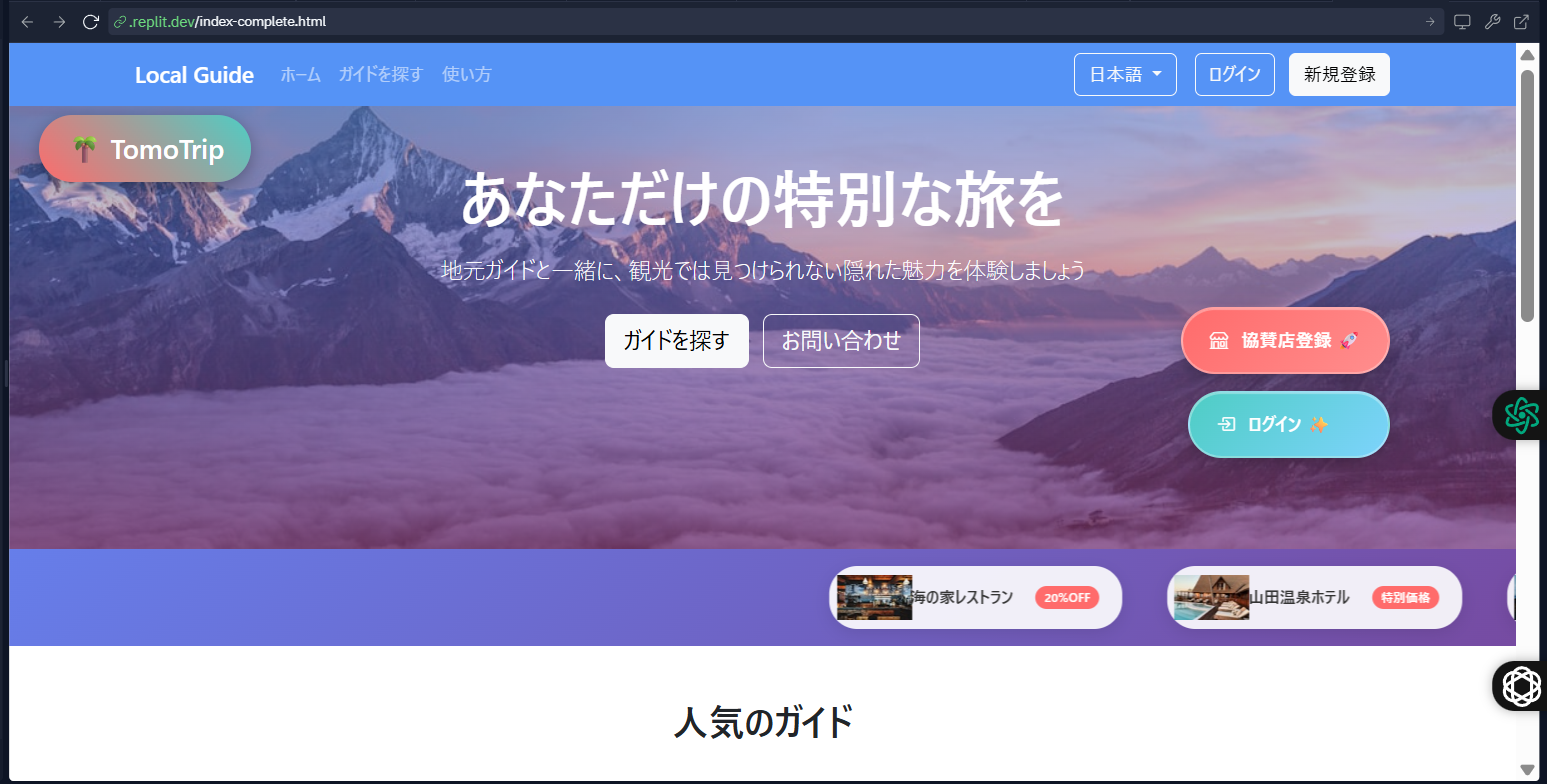 .replit.dev/index-complete.html
Local Guide ホーム ガイドを探す 使い方 日本語 ログイン 新規登録
🌴 TomoTrip
あなただけの特別な旅を
地元ガイドと一緒に、観光では見つけられない隠れた魅力を体験しましょう
ガイドを探す お問い合わせ
協賛店登録 🚀
ログイン ✨
海の家レストラン 20%OFF 山田温泉ホテル 特別価格
人気のガイド